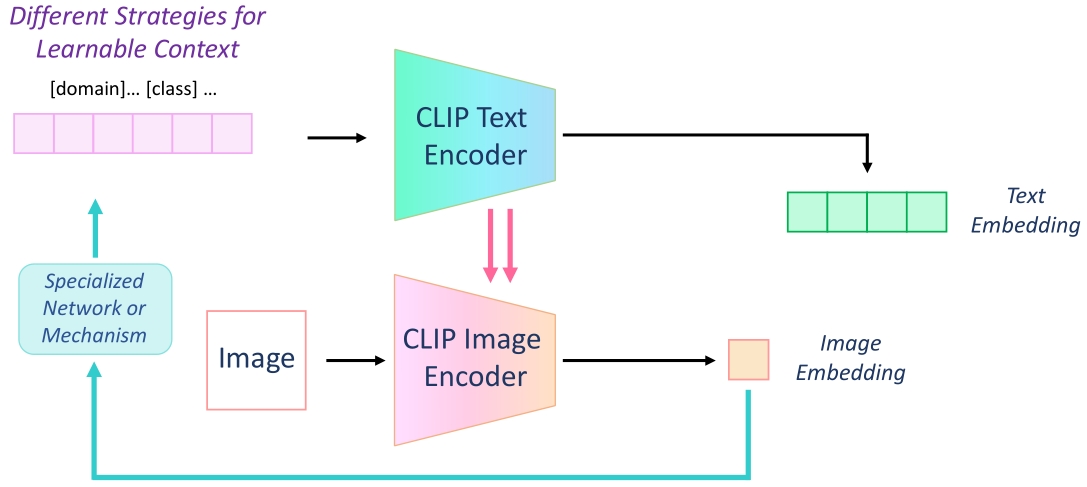 Different Strategies for
Learnable Context
[domain]... [class] ...
CLIP Text
Encoder
Text
Embedding
Specialized
Network or
Mechanism
Image
CLIP Image
Encoder
Image
Embedding